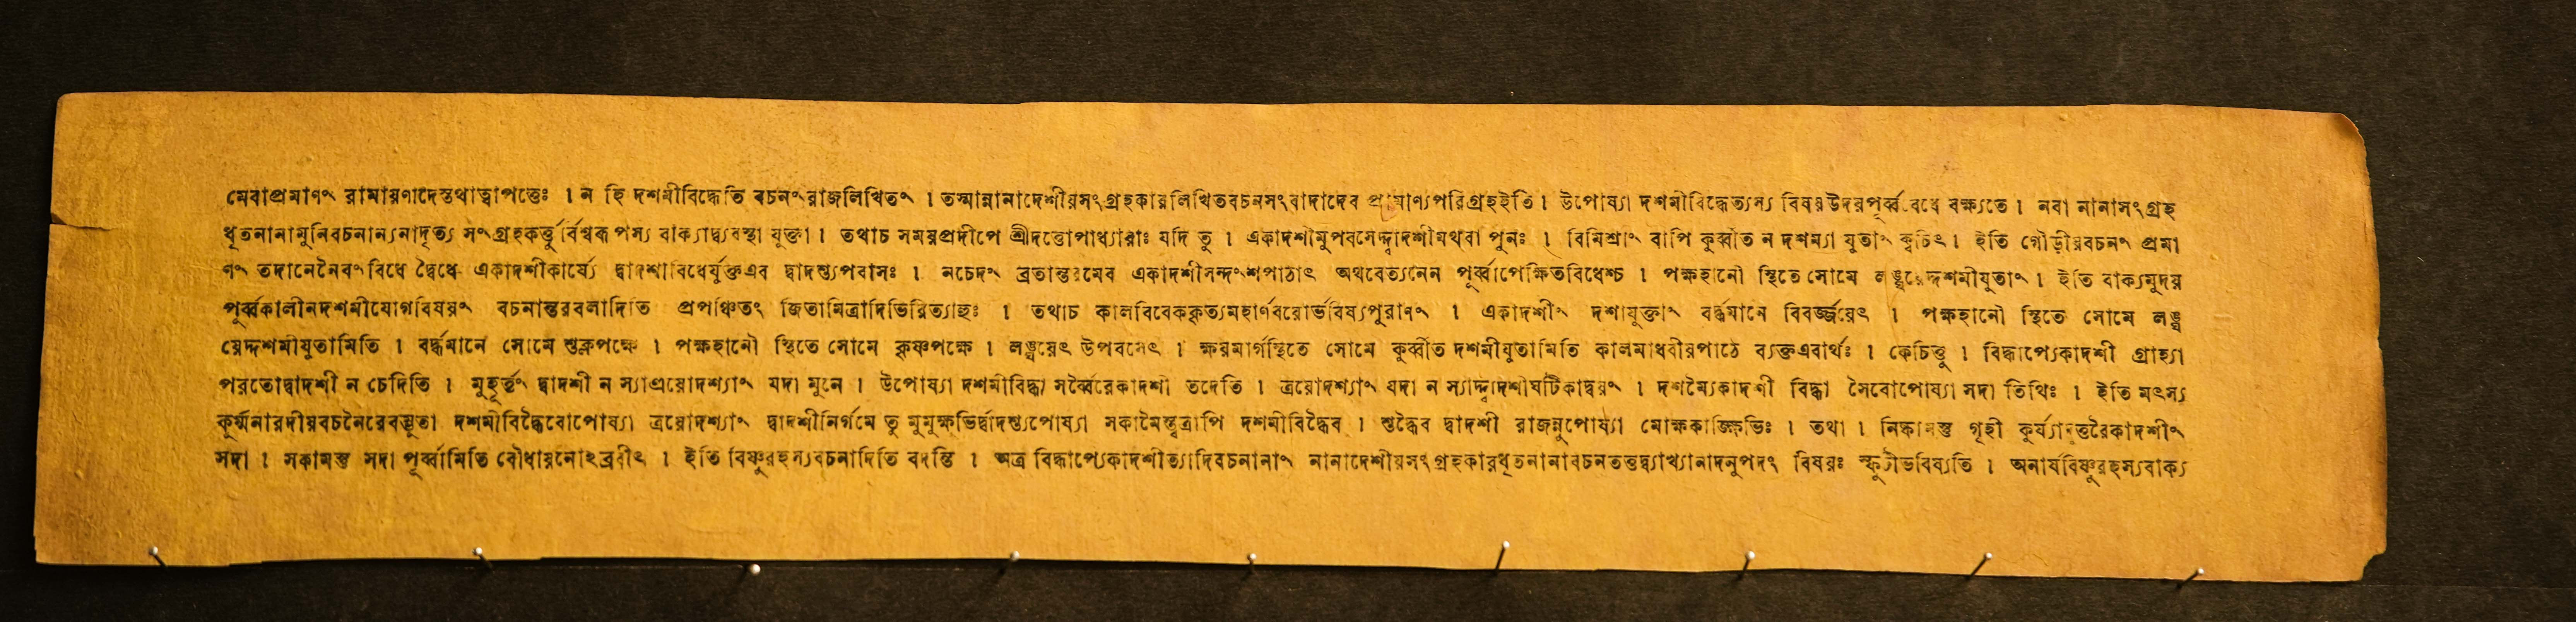 মেবাপ্রমাণং রামায়ণাদেস্তথাত্বাপত্তেঃ । ন হি দশমীবিদ্ধেতি বচনং রাজলিখিতং । তস্মান্নানাদেশীয়সংগ্রহকারলিখিতবচনসংবাদাদেব প্রামাণ্যপরিগ্রহইতি । উপোষ্যা দশমীবিদ্ধেত্যস্য বিষয়উদয়পূর্ব্ববেধে বক্ষ্যতে । নবা নানাসংগ্রহ
ধৃতনানামুনিবচনান্যনাদৃত্য সংগ্রহকর্ত্তুর্বিশ্বরূপস্য বাক্যাদ্ব্যবস্থা যুক্তা । তথাচ সময়প্রদীপে শ্রীদত্তোপাধ্যায়াঃ যদি তু । একাদশীমুপবসেদ্দ্বাদশীমথবা পুনঃ । বিমিশ্রাং বাপি কুর্ব্বীত ন দশম্যা যুতাং ক্বচিৎ । ইতি গৌড়ীয়বচনং প্রমা
ণং তদানেনৈবং বিধে দ্বৈধে একাদশীকার্য্যে দ্বাদশীবিধের্যুক্তএব দ্বাদশ্যুপবাসঃ । নচেদং ব্রতান্তরমেব একাদশীসন্দংশপাঠাৎ অথবেত্যনেন পূর্ব্বাপেক্ষিতবিধেশ্চ । পক্ষহানৌ স্থিতে সোমে লঙ্ঘয়েদ্দশমীযুতাং । ইতি বাক্যমুদয়
পূর্ব্বকালীনদশমীযোগবিষয়ং বচনান্তরবলাদিতি প্রপঞ্চিতং জিতামিত্রাদিভিরিত্যাহুঃ । তথাচ কালবিবেককৃত্যমহার্ণবয়োর্ভবিষ্যপুরাণং । একাদশীং দশাযুক্তাং বর্দ্ধমানে বিবর্জ্জয়েৎ । পক্ষহানৌ স্থিতে সোমে লঙ্ঘ
য়েদ্দশমীযুতামিতি । বর্দ্ধমানে সোমে শুক্লপক্ষে । পক্ষহানৌ স্থিতে সোমে কৃষ্ণপক্ষে । লঙ্ঘয়েৎ উপবসেৎ । ক্ষয়মার্গস্থিতে সোমে কুর্ব্বীত দশমীযুতামিতি কালমাধবীয়পাঠে ব্যক্তএবার্থঃ । কেচিত্তু । বিদ্ধাপ্যেকাদশী গ্রাহ্যা
পরতোদ্বাদশী ন চেদিতি । মুহূর্ত্তং দ্বাদশী ন স্যাত্ত্রয়োদশ্যাং যদা মুনে । উপোষ্যা দশমীবিদ্ধা সর্ব্বৈরেকাদশী তদেতি । ত্রয়োদশ্যাং যদা ন স্যাদ্দ্বাদশীঘটিকাদ্বয়ং । দশম্যৈকাদশী বিদ্ধা সৈবোপোষ্যা সদা তিথিঃ । ইতি মৎস্য
কূর্ম্মনারদীয়বচনৈরেবম্ভূতা দশমীবিদ্ধৈবোপোষ্যা ত্রয়োদশ্যাং দ্বাদশীনির্গমে তু মুমুক্ষুভির্দ্বাদশ্যুপোষ্যা সকামৈস্তত্রাপি দশমীবিদ্ধৈব । শুদ্ধৈব দ্বাদশী রাজন্নুপোষ্যা মোক্ষকাঙ্ক্ষিভিঃ । তথা । নিষ্কামস্তু গৃহী কুর্য্যাদুত্তরৈকাদশীং
সদা । সকামস্তু সদা পূর্ব্বামিতি বৌধায়নোঽব্রবীৎ । ইতি বিষ্ণুরহস্যবচনাদিতি বদন্তি । অত্র বিদ্ধাপ্যেকাদশীত্যাদিবচনানাং নানাদেশীয়সংগ্রহকারধৃতনানাবচনতত্তদ্ব্যাখ্যানাদনুপদং বিষয়ঃ স্ফুটীভবিষ্যতি । অনার্ষবিষ্ণুরহস্যবাক্য